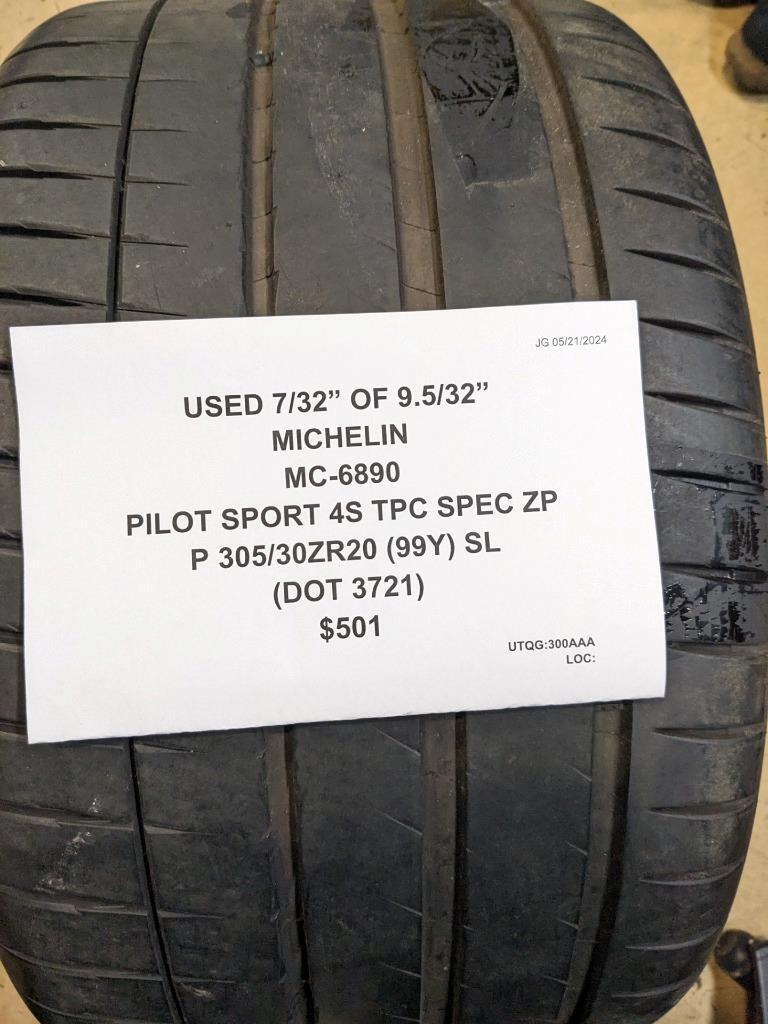 JG 05/21/2024
USED 7/32” OF 9.5/32”
MICHELIN
MC-6890
PILOT SPORT 4S TPC SPEC ZP
P 305/30ZR20 (99Y) SL
(DOT 3721)
$501
UTQG:300AAA
LOC: